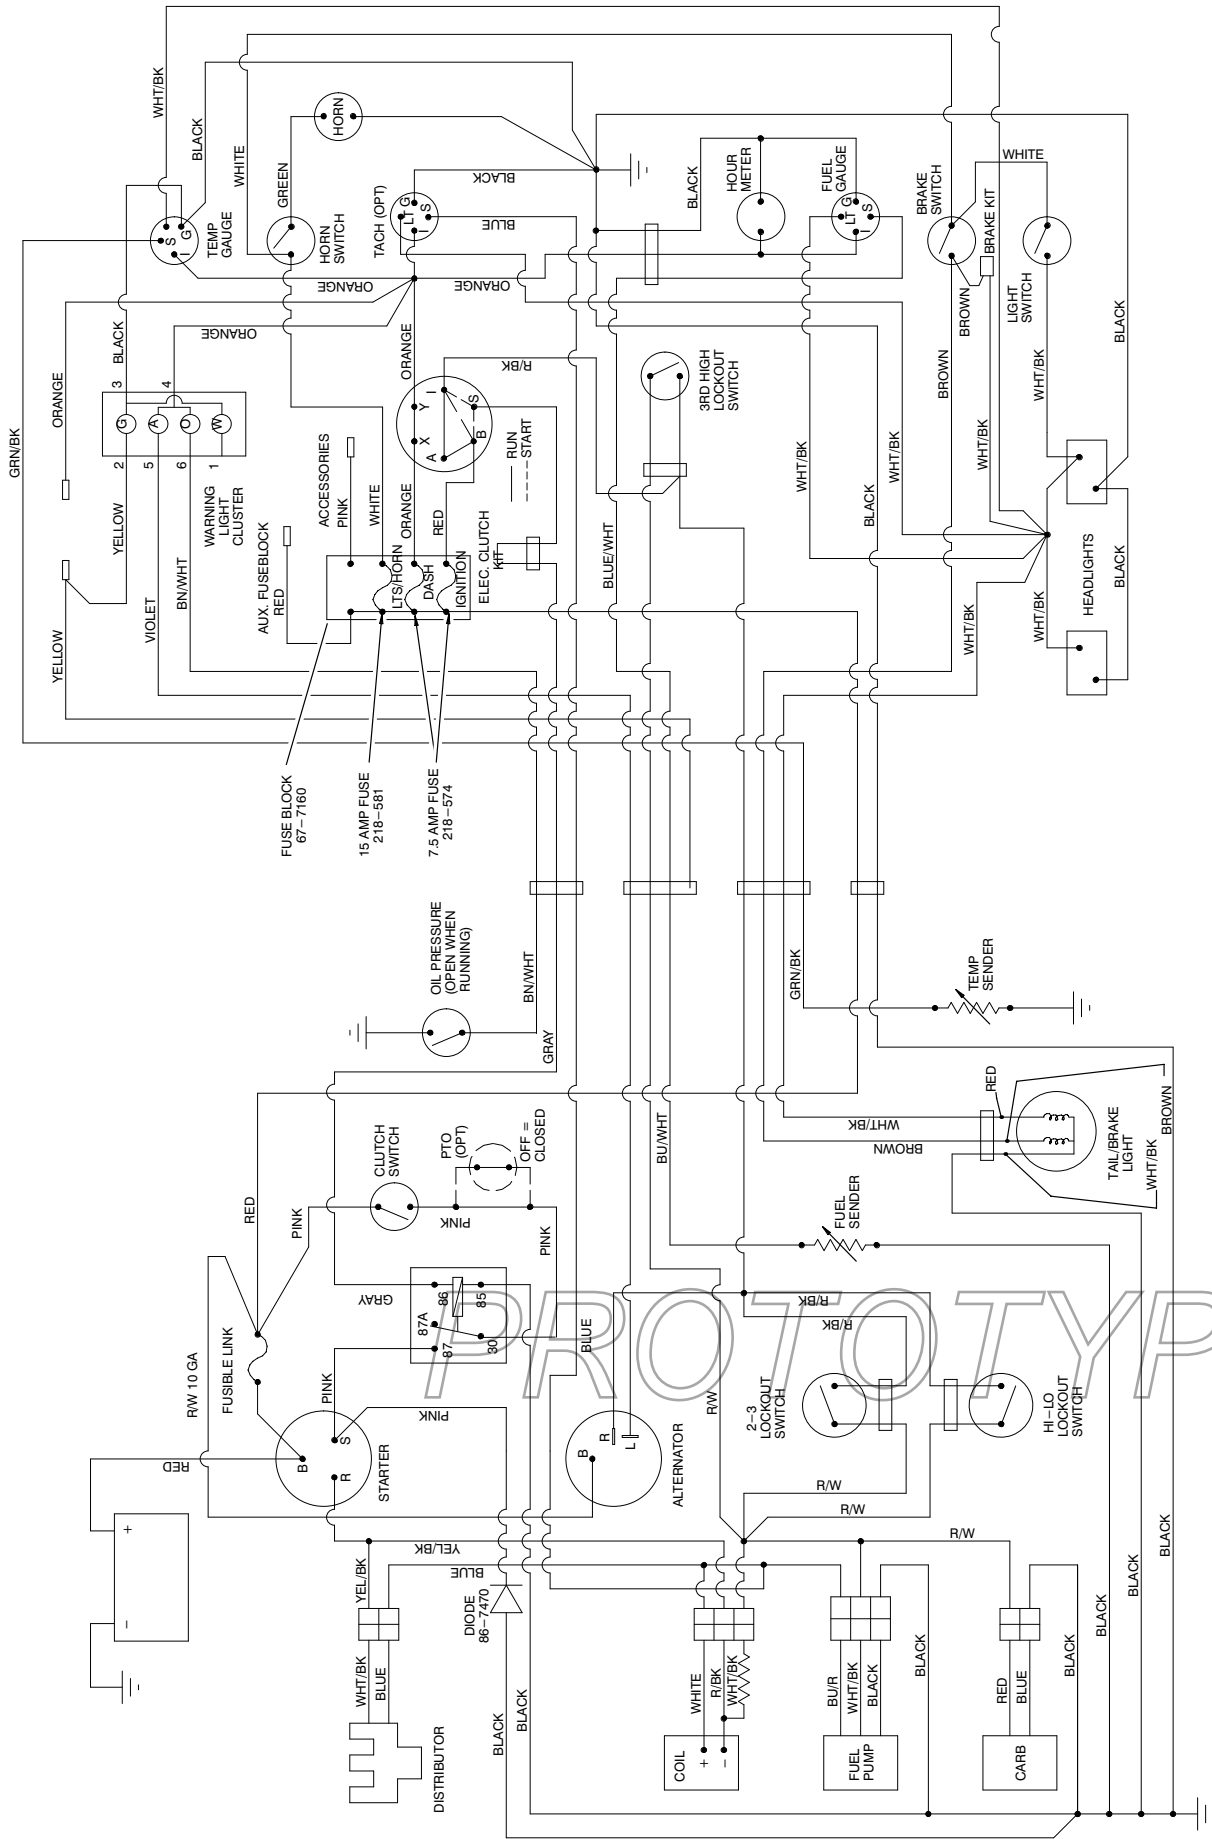 WHT/BK
BLACK
WHITE
GREEN
HORN
GRN/BK
ORANGE
BLACK
3
4
G
A
O
W
2
5
6
1
YELLOW
YELLOW
VIOLET
BN/WHT
WARNING
LIGHT
CLUSTER
S
G
I
TEMP
GAUGE
HORN
SWITCH
ORANGE
ORANGE
TACH (OPT)
LT
G
I
S
BLACK
BLUE
ORANGE
ORANGE
R/BK
A
X
Y
I
B
S
RUN
START
ACCESSORIES
PINK
AUX. FUSEBLOCK
RED
WHITE
ORANGE
RED
LTS/HORN
DASH
IGNITION
ELEC. CLUTCH
KIT
FUSE BLOCK
67-7160
15 AMP FUSE
218-581
7.5 AMP FUSE
218-574
BLACK
HOUR
METER
FUEL
GAUGE
LT
G
I
S
3RD HIGH
LOCKOUT
SWITCH
BLUE/WHT
WHT/BK
BLACK
WHT/BK
BRAKE
SWITCH
BRAKE KIT
WHITE
BROWN
BROWN
LIGHT
SWITCH
WHT/BK
WHT/BK
BLACK
WHT/BK
WHT/BK
BLACK
HEADLIGHTS
OIL PRESSURE
(OPEN WHEN
RUNNING)
BN/WHT
GRAY
GRN/BK
TEMP
SENDER
RED
PINK
CLUTCH
SWITCH
PTO
(OPT)
OFF =
CLOSED
PINK
PINK
BU/WHT
FUEL
SENDER
WHT/BK
BROWN
RED
TAIL/BRAKE
LIGHT
WHT/BK
BROWN
R/W 10 GA
FUSIBLE LINK
GRAY
87A
86
87
85
30
PINK
PINK
RED
B
S
R
STARTER
+
-
BLUE
B
R
L
ALTERNATOR
R/W
R/BK
R/BK
2-3
LOCKOUT
SWITCH
HI-LO
LOCKOUT
SWITCH
R/W
R/W
R/W
YEL/BK
YEL/BK
BLUE
WHT/BK
BLUE
DISTRIBUTOR
DIODE
86-7470
BLACK
BLACK
WHITE
R/BK
WHT/BK
COIL
+
-
BU/R
WHT/BK
BLACK
FUEL
PUMP
BLACK
RED
BLUE
CARB
BLACK
BLACK
BLACK
BLACK
PROTOTYP